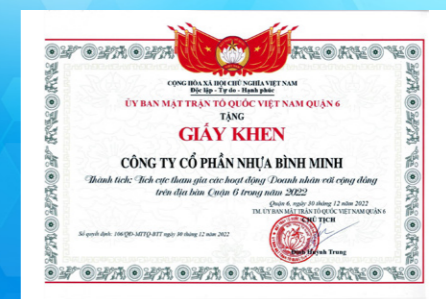 CỘNG HÒA XÃ HỘI CHỦ NGHĨA VIỆT NAM
Độc lập - Tự do - Hạnh phúc
ỦY BAN MẶT TRẬN TỔ QUỐC VIỆT NAM QUẬN 6
TẶNG
GIẤY KHEN
CÔNG TY CỔ PHẦN NHỰA BÌNH MINH
Thành tích: Tích cực tham gia các hoạt động Doanh nhân với cộng đồng
trên địa bàn Quận 6 trong năm 2022
Quận 6, ngày 30 tháng 12 năm 2022
TM. ỦY BAN MẶT TRẬN TỔ QUỐC VIỆT NAM QUẬN 6
CHỦ TỊCH
Số quyết định: 106/QĐ-MTTQ-BTT ngày 30 tháng 12 năm 2022
Huỳnh Trung